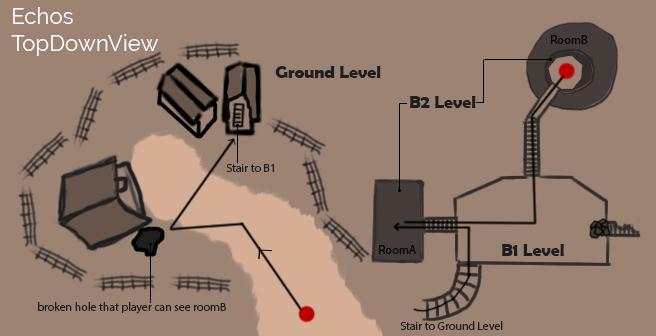 Echos
TopDownView
Ground Level
RoomB
B2 Level
Stair to B1
RoomA
B1 Level
broken hole that player can see roomB
Stair to Ground Level